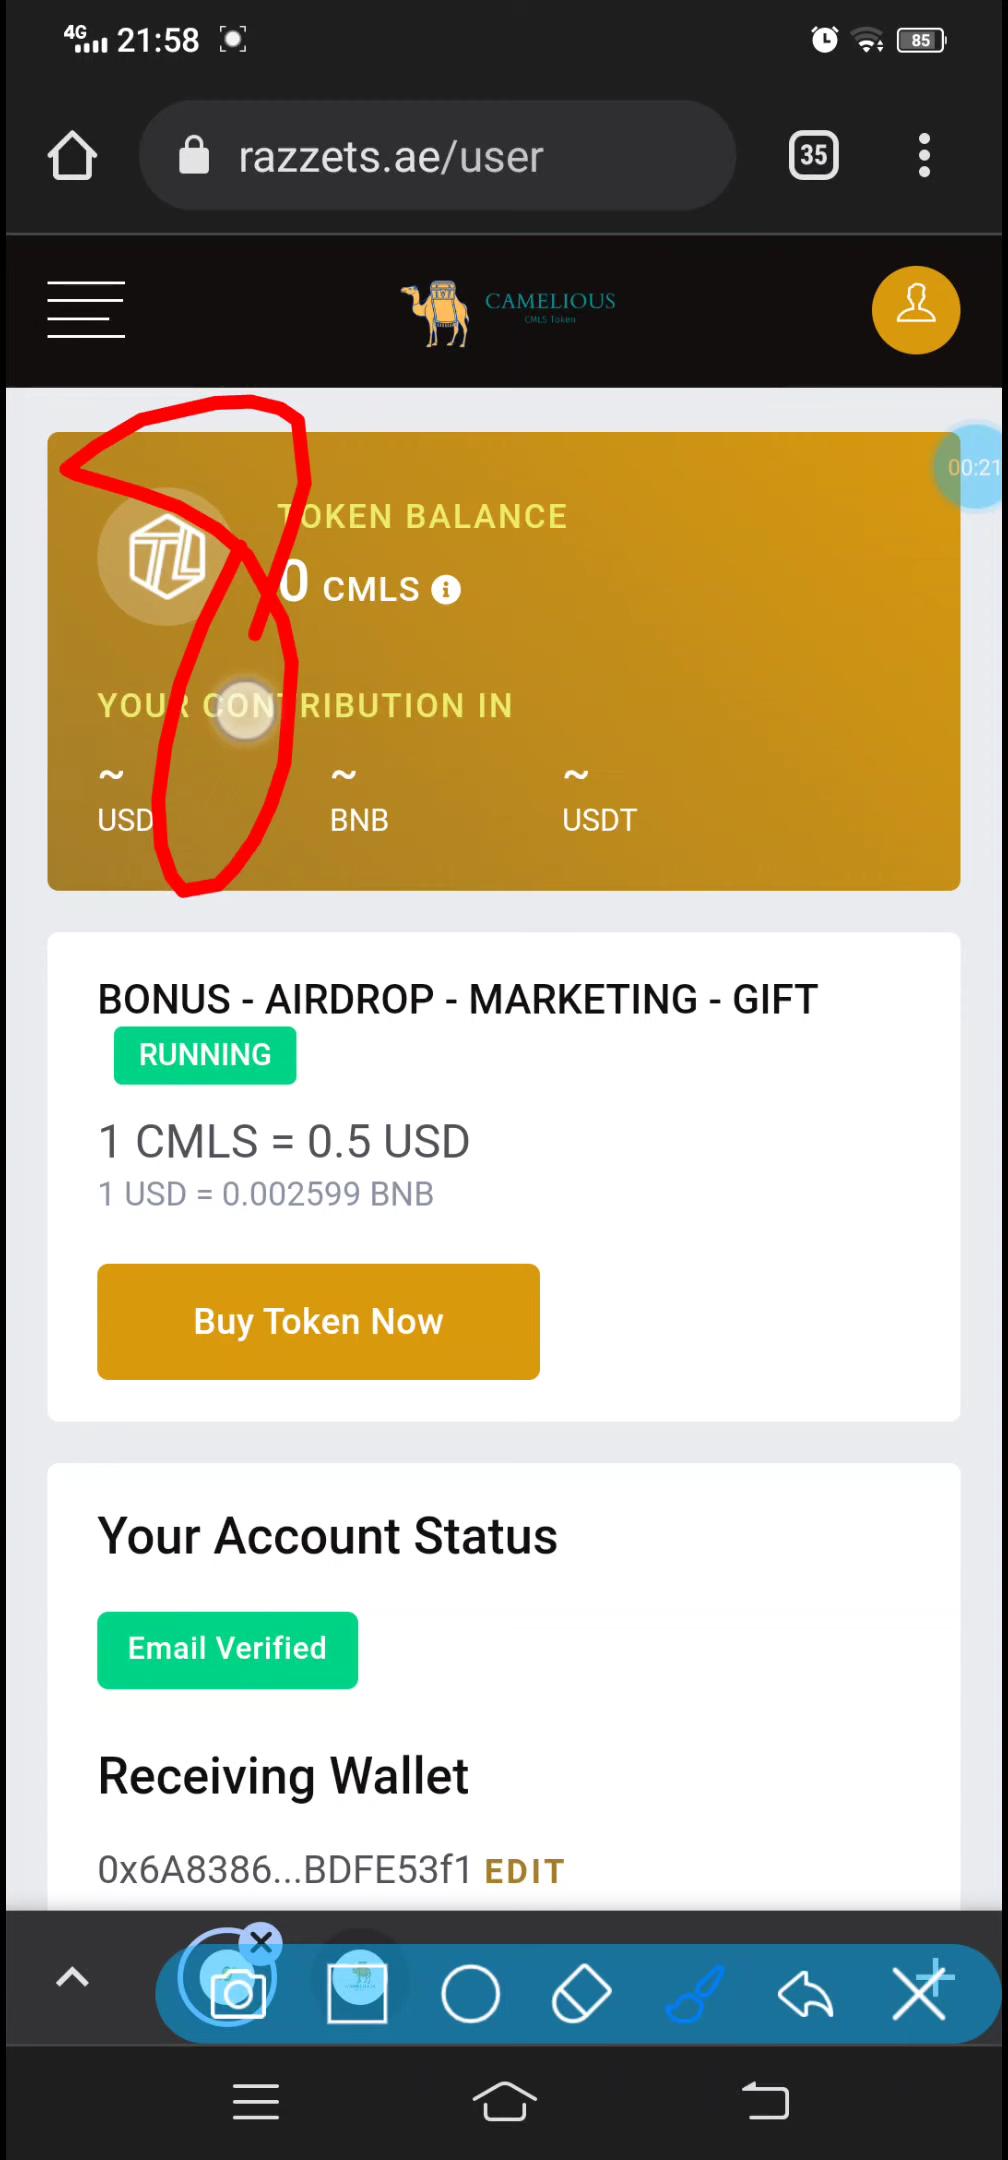 4G 21:58 85
razzets.ae/user 35
CAMELIOUS
CMLS Token
00:21
TOKEN BALANCE
0 CMLS
YOUR CONTRIBUTION IN
~ ~ ~
USD BNB USDT
BONUS - AIRDROP - MARKETING - GIFT
RUNNING
1 CMLS = 0.5 USD
1 USD = 0.002599 BNB
Buy Token Now
Your Account Status
Email Verified
Receiving Wallet
0x6A8386...BDFE53f1 EDIT